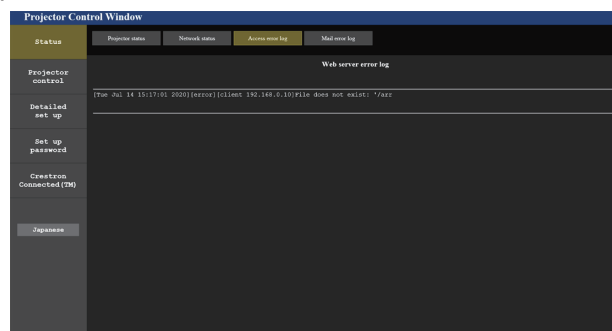 Projector Control Window
Status
Projector status
Network status
Access error log
Mail error log
Web server error log
Projector
control
[Tue Jul 14 15:17:01 2020][error][client 192.168.0.10]File does not exist: '/arr
Detailed
set up
Set up
password
Crestron
Connected(TM)
Japanese